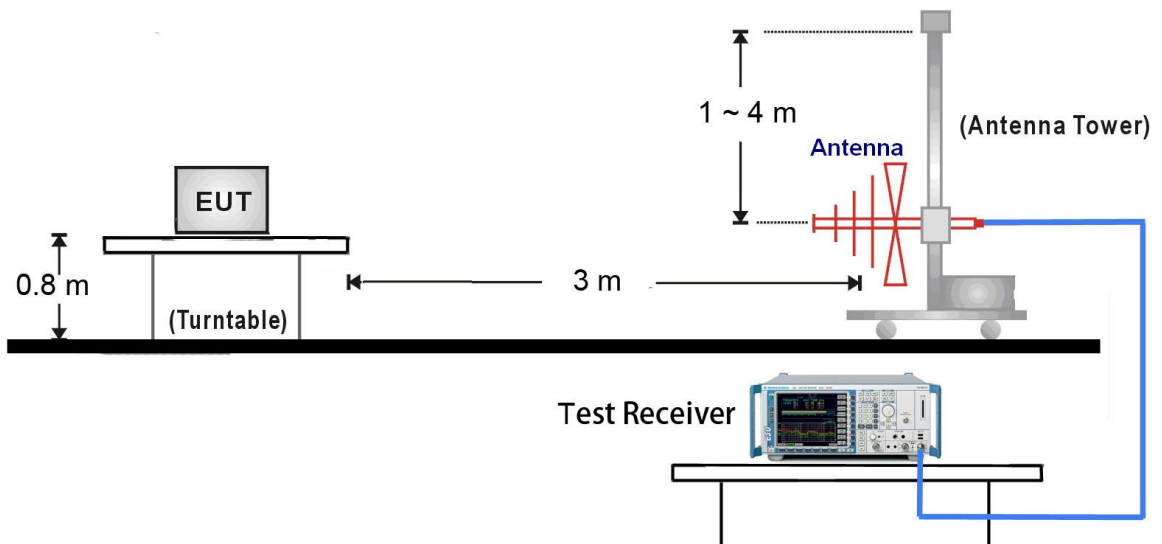 1 ~ 4 m
(Antenna Tower)
Antenna
EUT
0.8 m
3 m
(Turntable)
Test Receiver